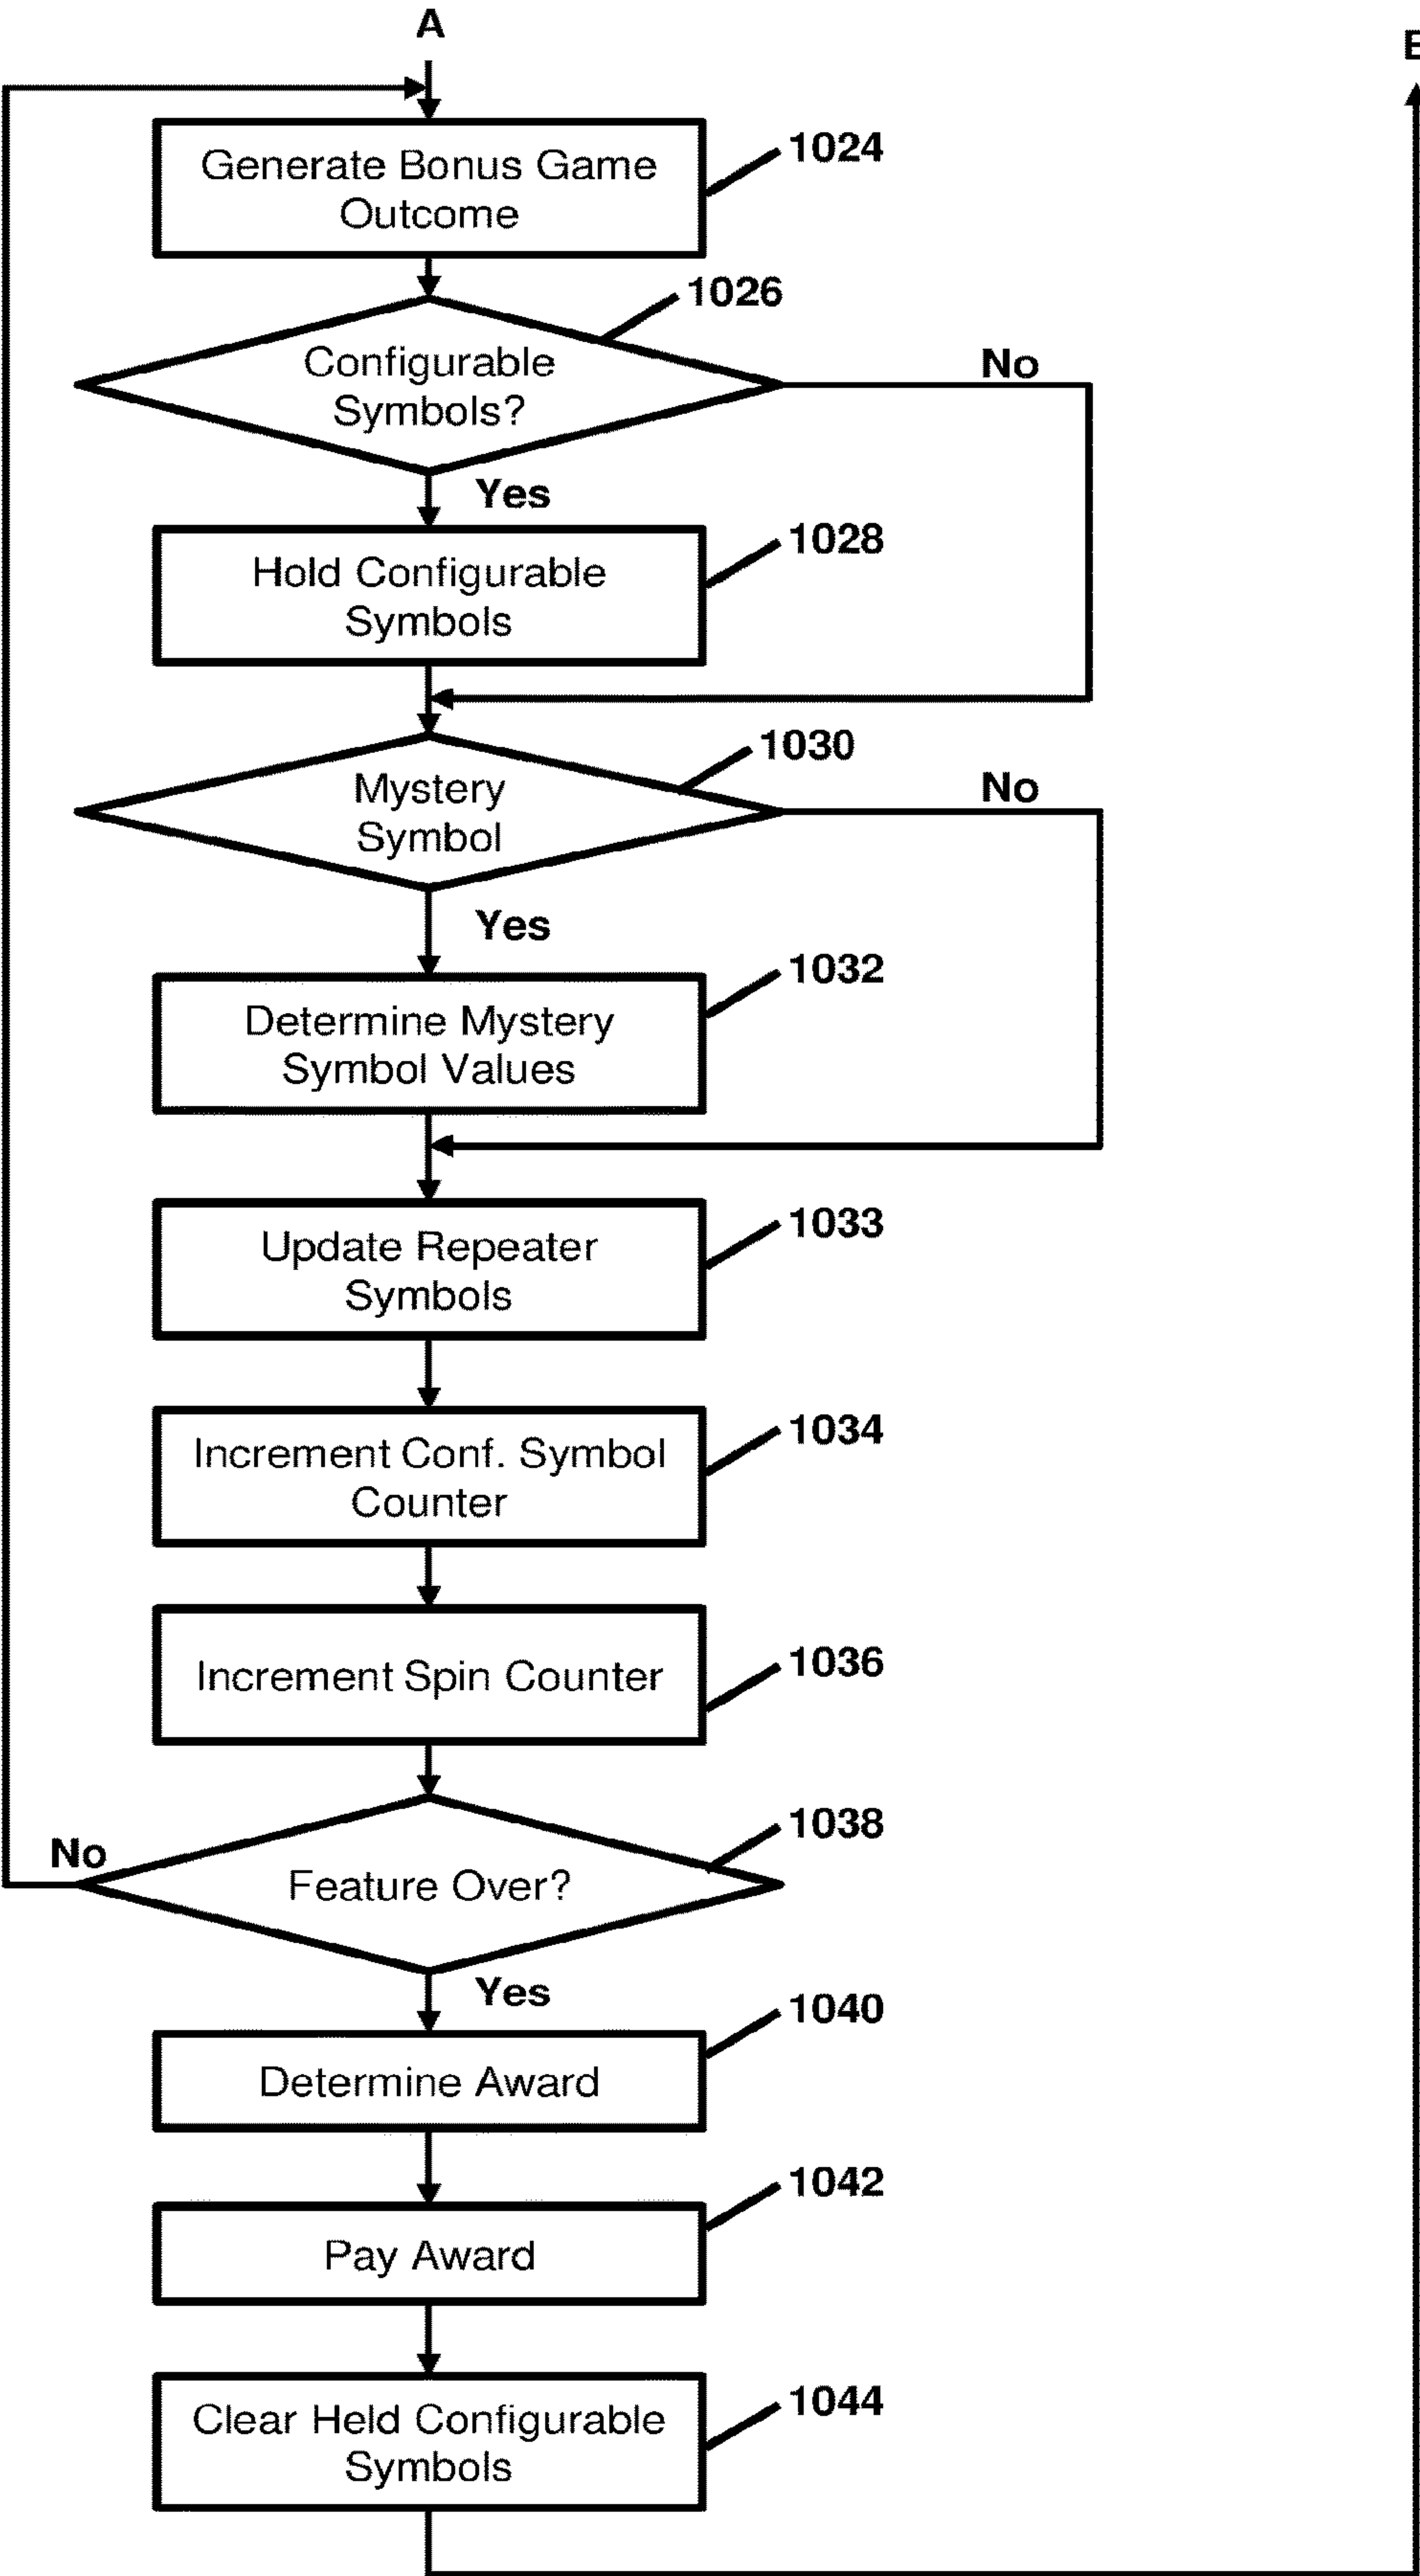 A
Generate Bonus Game
Outcome
1024
1026
Configurable
Symbols?
No
Yes
Hold Configurable
Symbols
1028
1030
Mystery
Symbol
No
Yes
Determine Mystery
Symbol Values
1032
Update Repeater
Symbols
1033
Increment Conf. Symbol
Counter
1034
Increment Spin Counter
1036
1038
No
Feature Over?
Yes
Determine Award
1040
Pay Award
1042
Clear Held Configurable
Symbols
1044